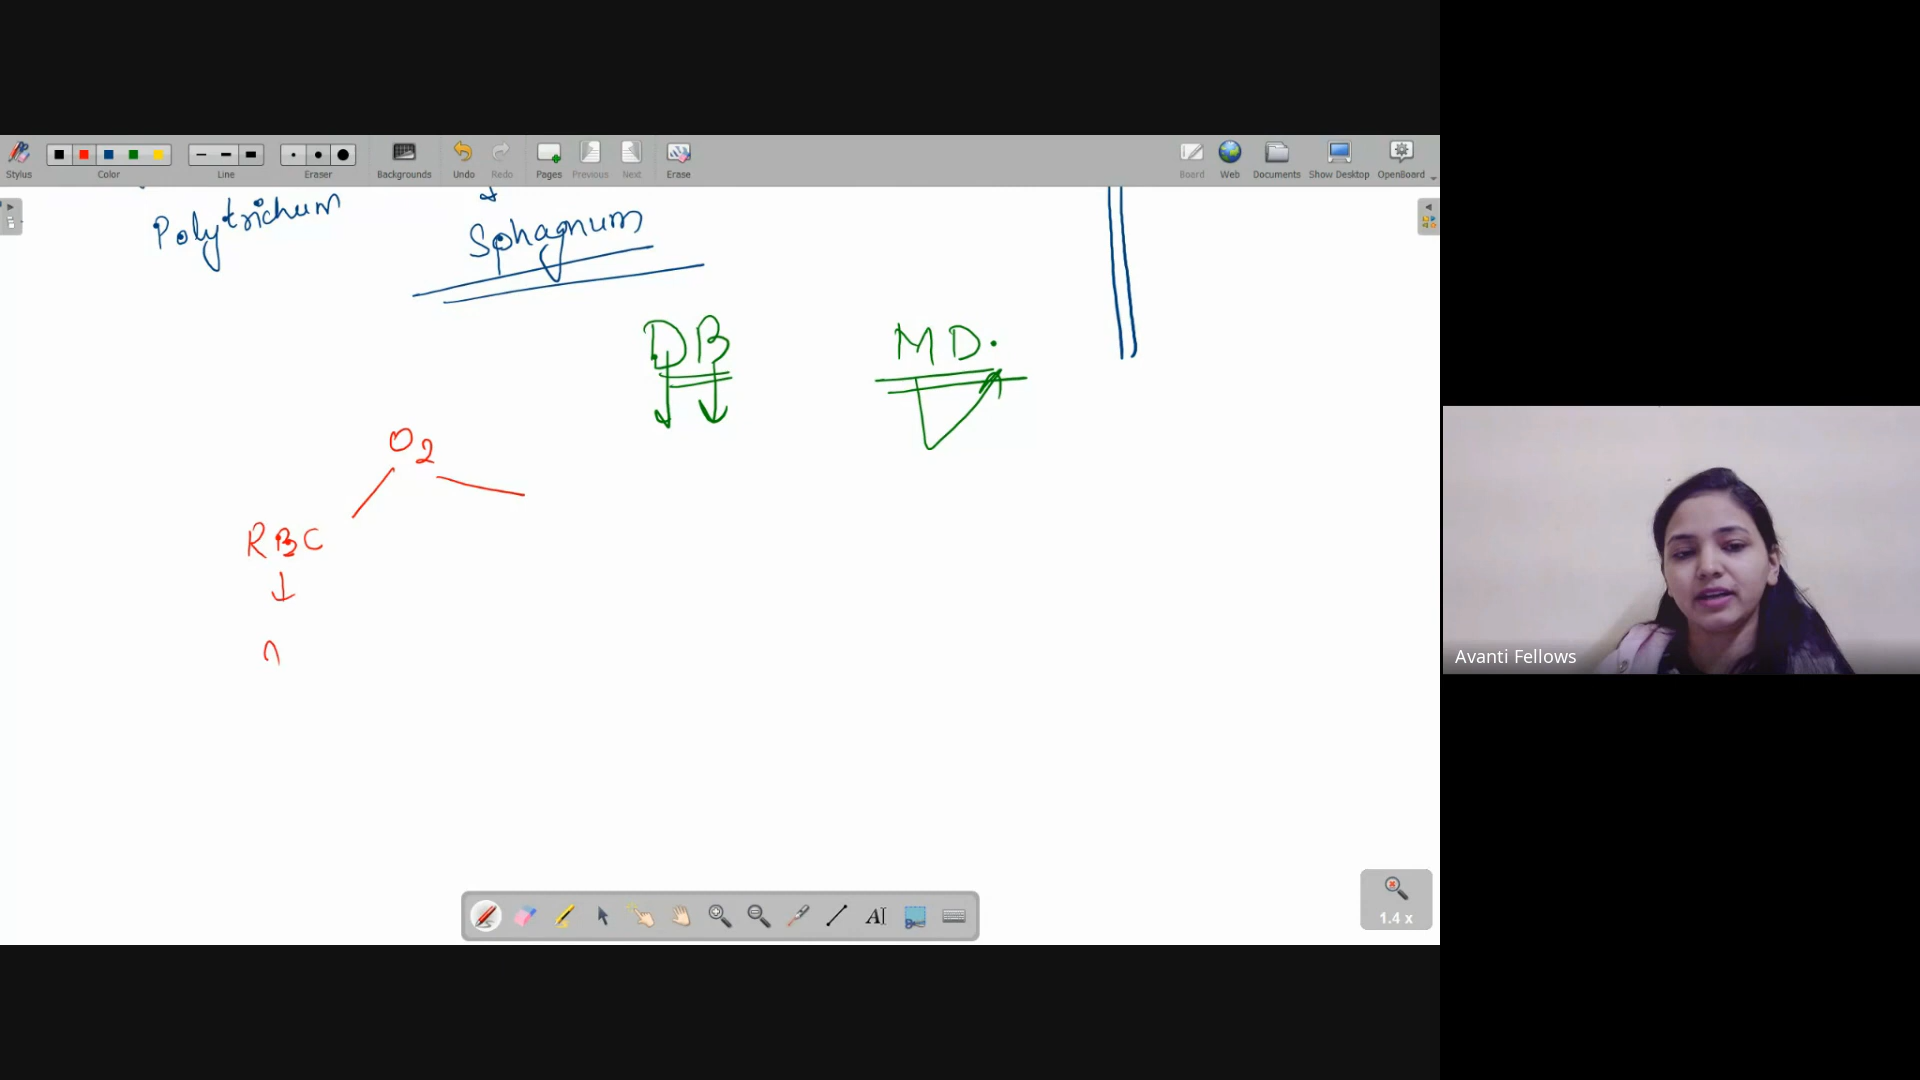 Stylus Color Line Eraser Backgrounds Undo Redo Pages Previous Next Erase Board Web Documents Show Desktop OpenBoard
Polytrichum
Sphagnum
DB
MD.
O2
RBC
AI
1.4 x
Avanti Fellows